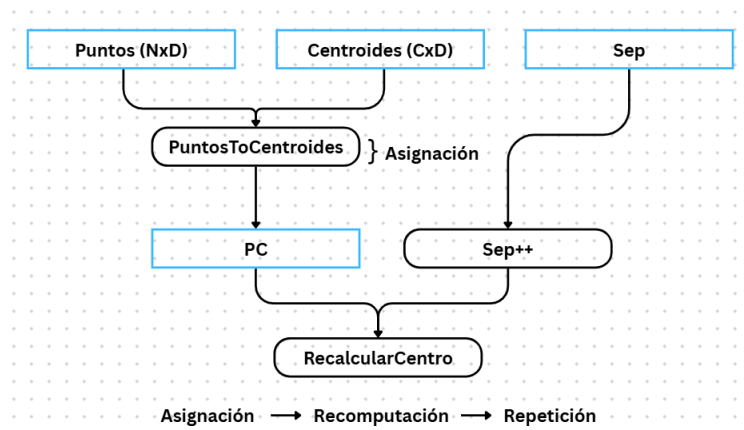 Puntos (NxD)
Centroides (CxD)
Sep
PuntosToCentroides
} Asignación
PC
Sep++
RecalcularCentro
Asignación → Recomputación → Repetición